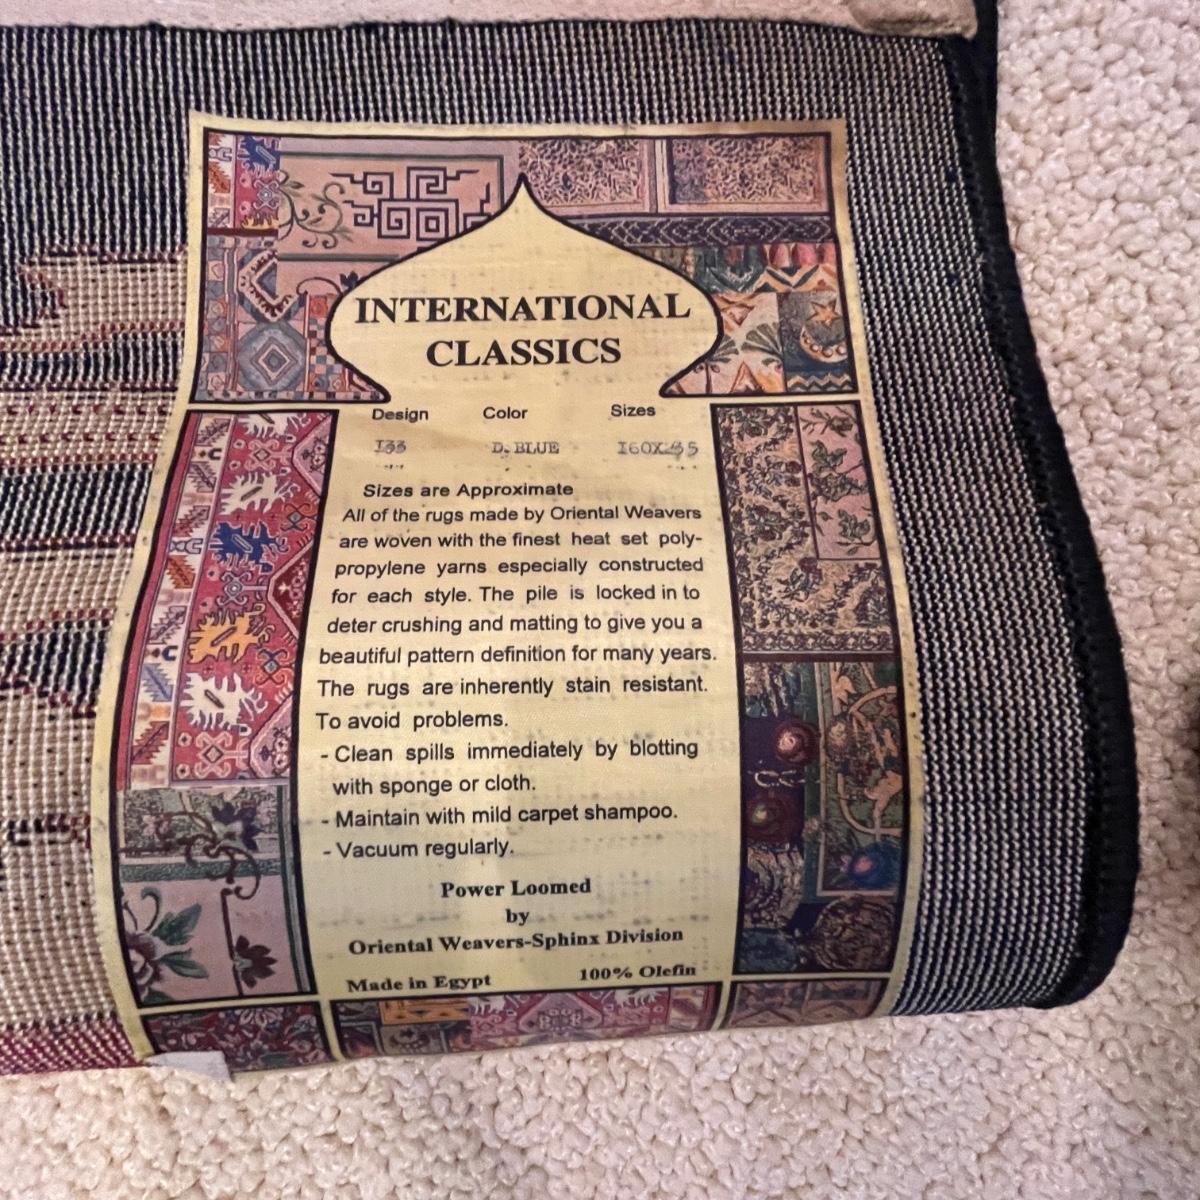 INTERNATIONAL
CLASSICS
Design Color Sizes
D. BLUE
Sizes are Approximate
All of the rugs made by Oriental Weavers
are woven with the finest heat set poly-
propylene yarns especially constructed
for each style. The pile is locked in to
deter crushing and matting to give you a
beautiful pattern definition for many years.
The rugs are inherently stain resistant.
To avoid problems.
- Clean spills immediately by blotting
with sponge or cloth.
- Maintain with mild carpet shampoo.
- Vacuum regularly.
Power Loomed
by
Oriental Weavers-Sphinx Division
Made in Egypt 100% Olefin